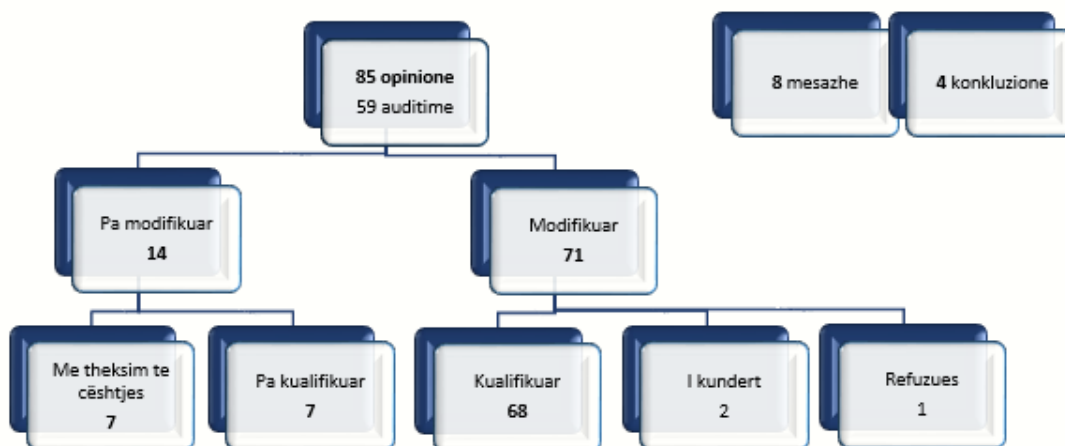 85 opinione
59 auditime
8 mesazhe
4 konkluzione
Pa modifikuar
14
Modifikuar
71
Me theksim te
cështjes
7
Pa kualifikuar
7
Kualifikuar
68
I kundert
2
Refuzues
1